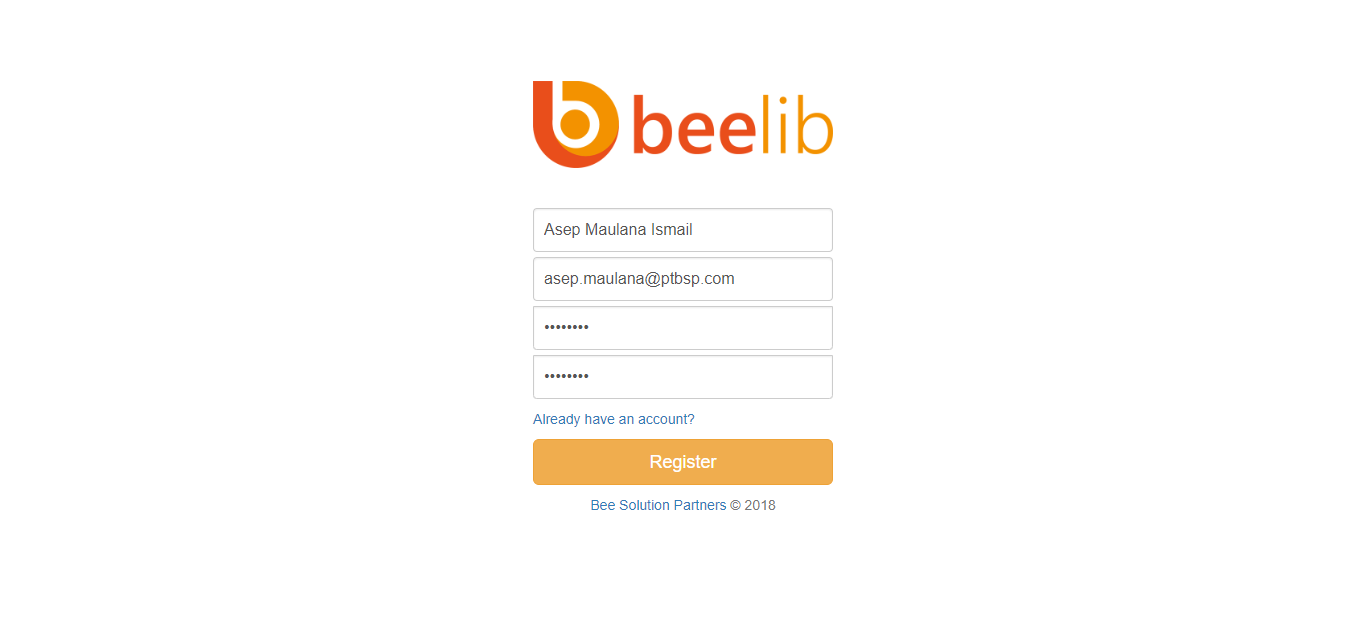 beelib
Asep Maulana Ismail
asep.maulana@ptbsp.com
••••••••
••••••••
Already have an account?
Register
Bee Solution Partners © 2018